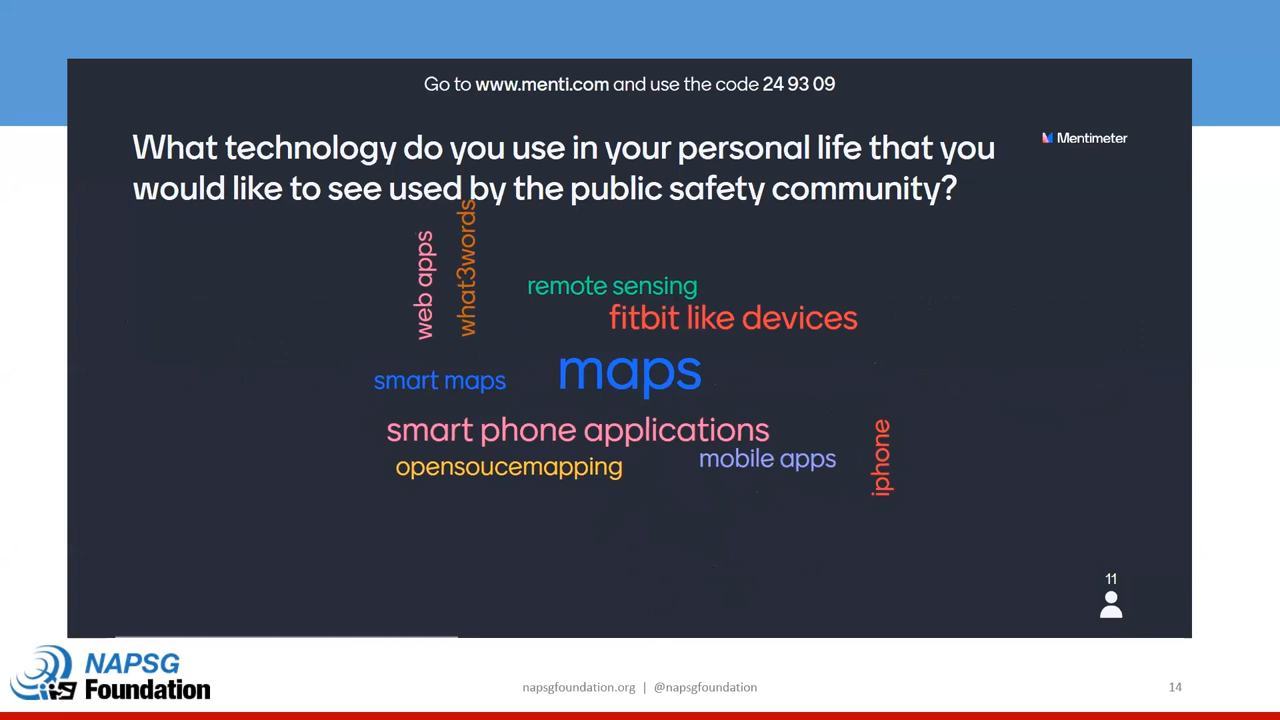 Go to www.menti.com and use the code 24 93 09
What technology do you use in your personal life that you
would like to see used by the public safety community?
Mentimeter
web apps
what3words
remote sensing
fitbit like devices
smart maps
maps
smart phone applications
opensoucemapping
mobile apps
iphone
11
NAPSG
Foundation
napsgfoundation.org | @napsgfoundation
14